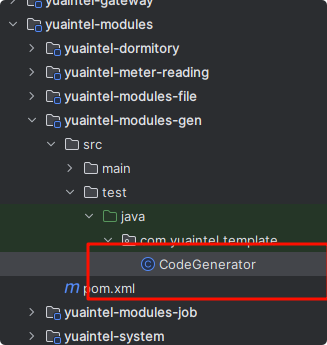 yuaintel-gateway
yuaintel-modules
yuaintel-dormitory
yuaintel-meter-reading
yuaintel-modules-file
yuaintel-modules-gen
src
main
test
java
com.yuaintel.template
CodeGenerator
pom.xml
yuaintel-modules-job
yuaintel-system